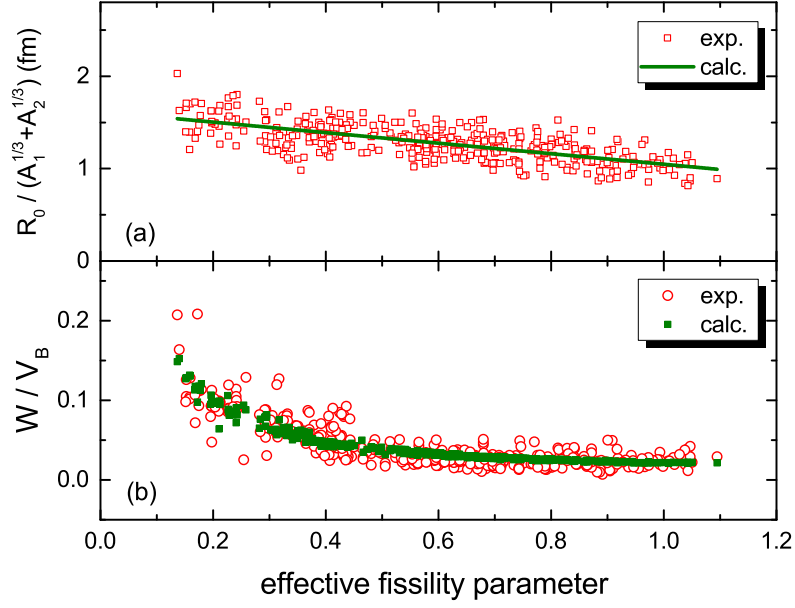 R₀ / (A₁^1/3+A₂^1/3) (fm)
2
1
0
exp.
calc.
(a)
W / V_B
0.2
0.1
0.0
exp.
calc.
(b)
0.0 0.2 0.4 0.6 0.8 1.0 1.2
effective fissility parameter